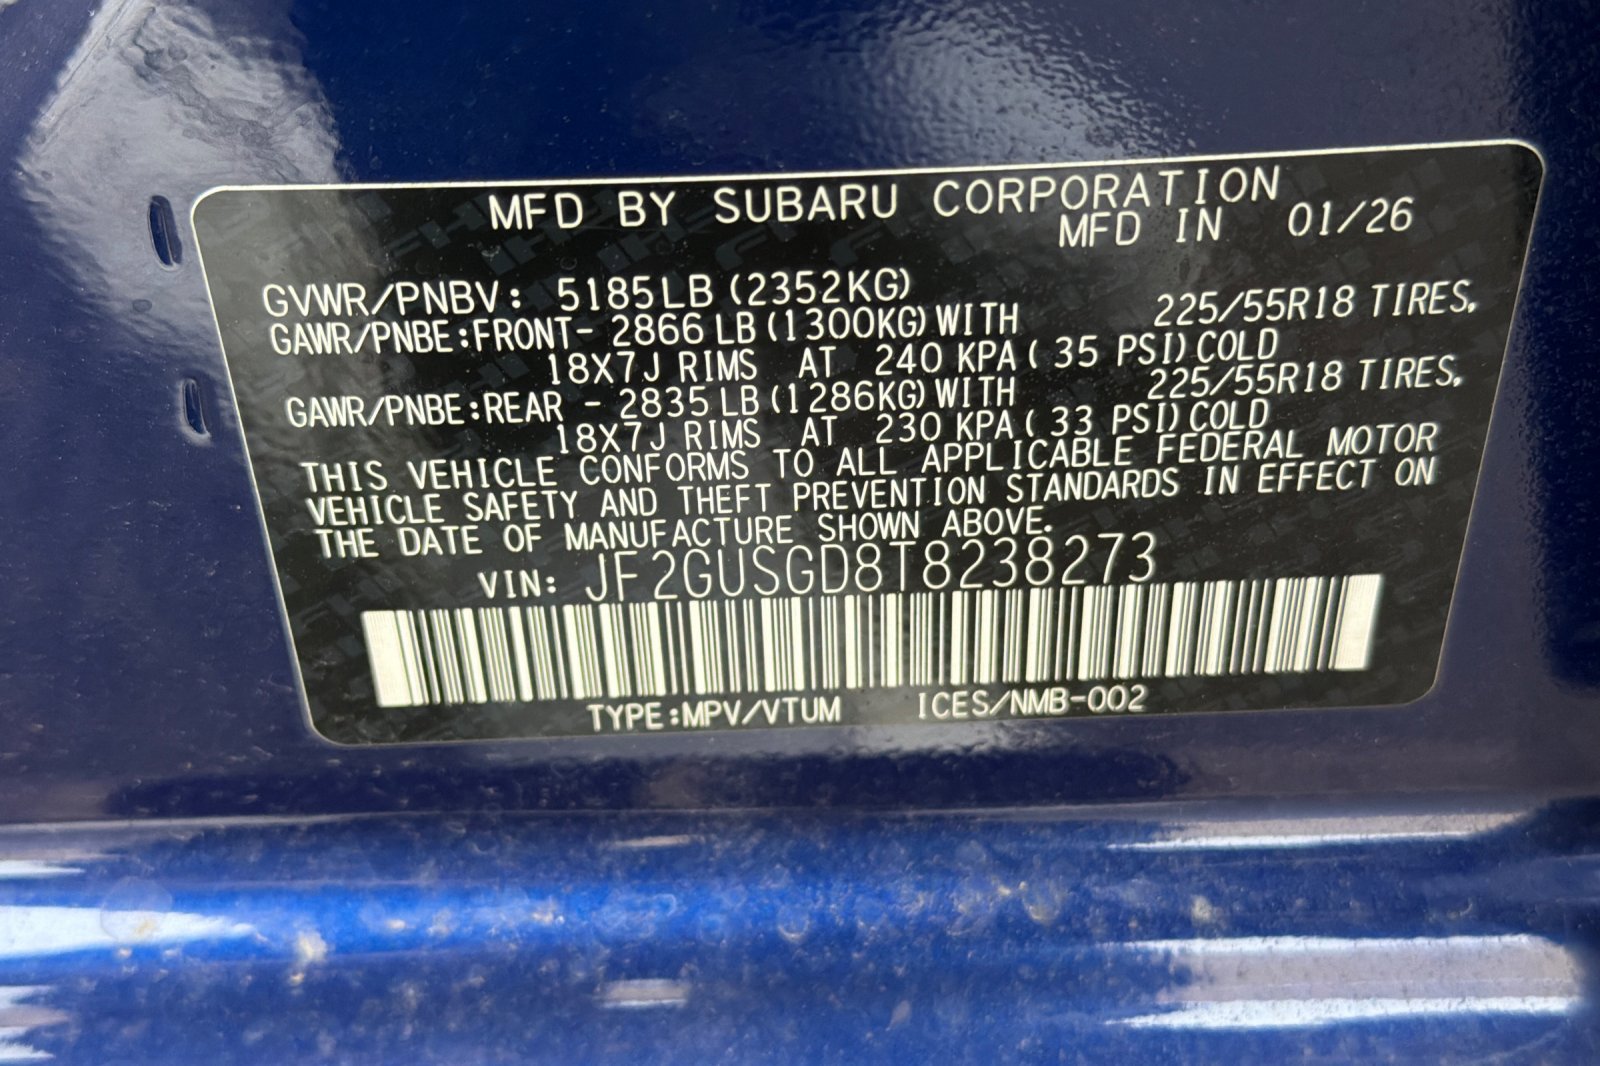 MFD BY SUBARU CORPORATION
MFD IN 01/26
GVWR/PNBV: 5185LB (2352KG)
GAWR/PNBE:FRONT- 2866 LB (1300KG) WITH 225/55R18 TIRES,
18X7J RIMS AT 240 KPA ( 35 PSI) COLD
GAWR/PNBE:REAR - 2835 LB (1286KG) WITH 225/55R18 TIRES,
18X7J RIMS AT 230 KPA ( 33 PSI) COLD
THIS VEHICLE CONFORMS TO ALL APPLICABLE FEDERAL MOTOR
VEHICLE SAFETY AND THEFT PREVENTION STANDARDS IN EFFECT ON
THE DATE OF MANUFACTURE SHOWN ABOVE.
VIN: JF2GUSGD8T8238273
TYPE:MPV/VTUM ICES/NMB-002